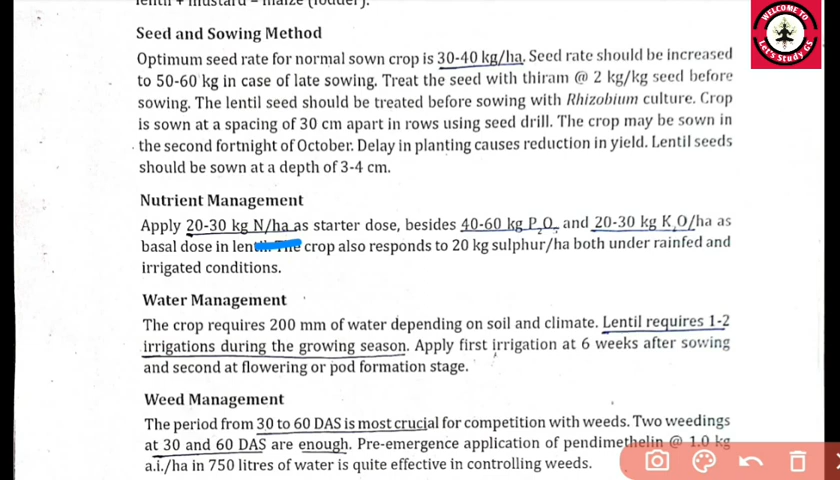 lentil + mustard – maize (fodder).
WELCOME TO
Let's Study GS
Seed and Sowing Method
Optimum seed rate for normal sown crop is 30-40 kg/ha. Seed rate should be increased
to 50-60 kg in case of late sowing. Treat the seed with thiram @ 2 kg/kg seed before
sowing. The lentil seed should be treated before sowing with Rhizobium culture. Crop
is sown at a spacing of 30 cm apart in rows using seed drill. The crop may be sown in
the second fortnight of October. Delay in planting causes reduction in yield. Lentil seeds
should be sown at a depth of 3-4 cm.
Nutrient Management
Apply 20-30 kg N/ha as starter dose, besides 40-60 kg P₂O₅ and 20-30 kg K₂O/ha as
basal dose in lentil. The crop also responds to 20 kg sulphur/ha both under rainfed and
irrigated conditions.
Water Management
The crop requires 200 mm of water depending on soil and climate. Lentil requires 1-2
irrigations during the growing season. Apply first irrigation at 6 weeks after sowing
and second at flowering or pod formation stage.
Weed Management
The period from 30 to 60 DAS is most crucial for competition with weeds. Two weedings
at 30 and 60 DAS are enough. Pre-emergence application of pendimethelin @ 1.0 kg
a.i./ha in 750 litres of water is quite effective in controlling weeds.